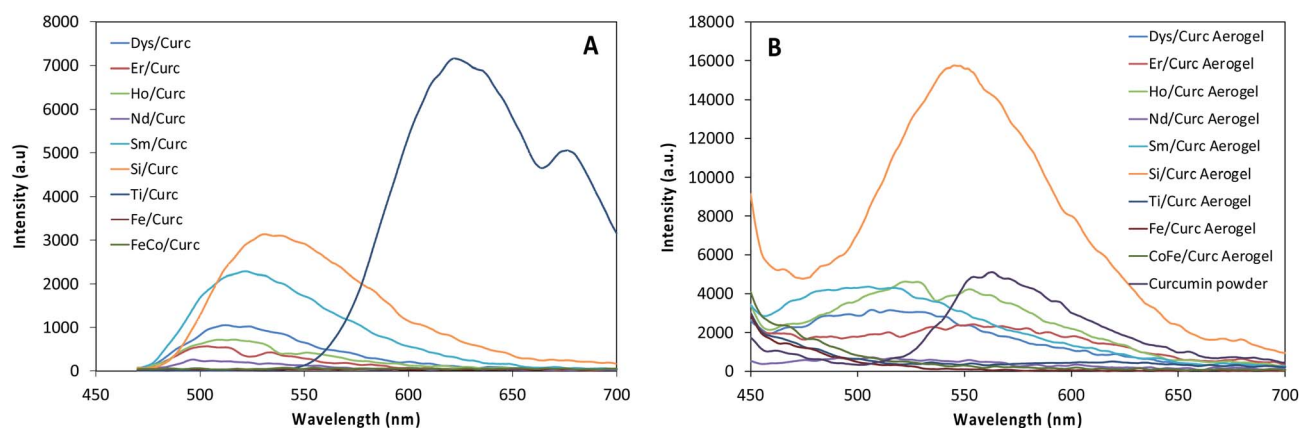 A
Intensity (a.u)
8000
7000
6000
5000
4000
3000
2000
1000
0
Dys/Curc
Er/Curc
Ho/Curc
Nd/Curc
Sm/Curc
Si/Curc
Ti/Curc
Fe/Curc
FeCo/Curc
450 500 550 600 650 700
Wavelength (nm)
B
Intensity (a.u.)
18000
16000
14000
12000
10000
8000
6000
4000
2000
0
Dys/Curc Aerogel
Er/Curc Aerogel
Ho/Curc Aerogel
Nd/Curc Aerogel
Sm/Curc Aerogel
Si/Curc Aerogel
Ti/Curc Aerogel
Fe/Curc Aerogel
CoFe/Curc Aerogel
Curcumin powder
450 500 550 600 650 700
Wavelength (nm)